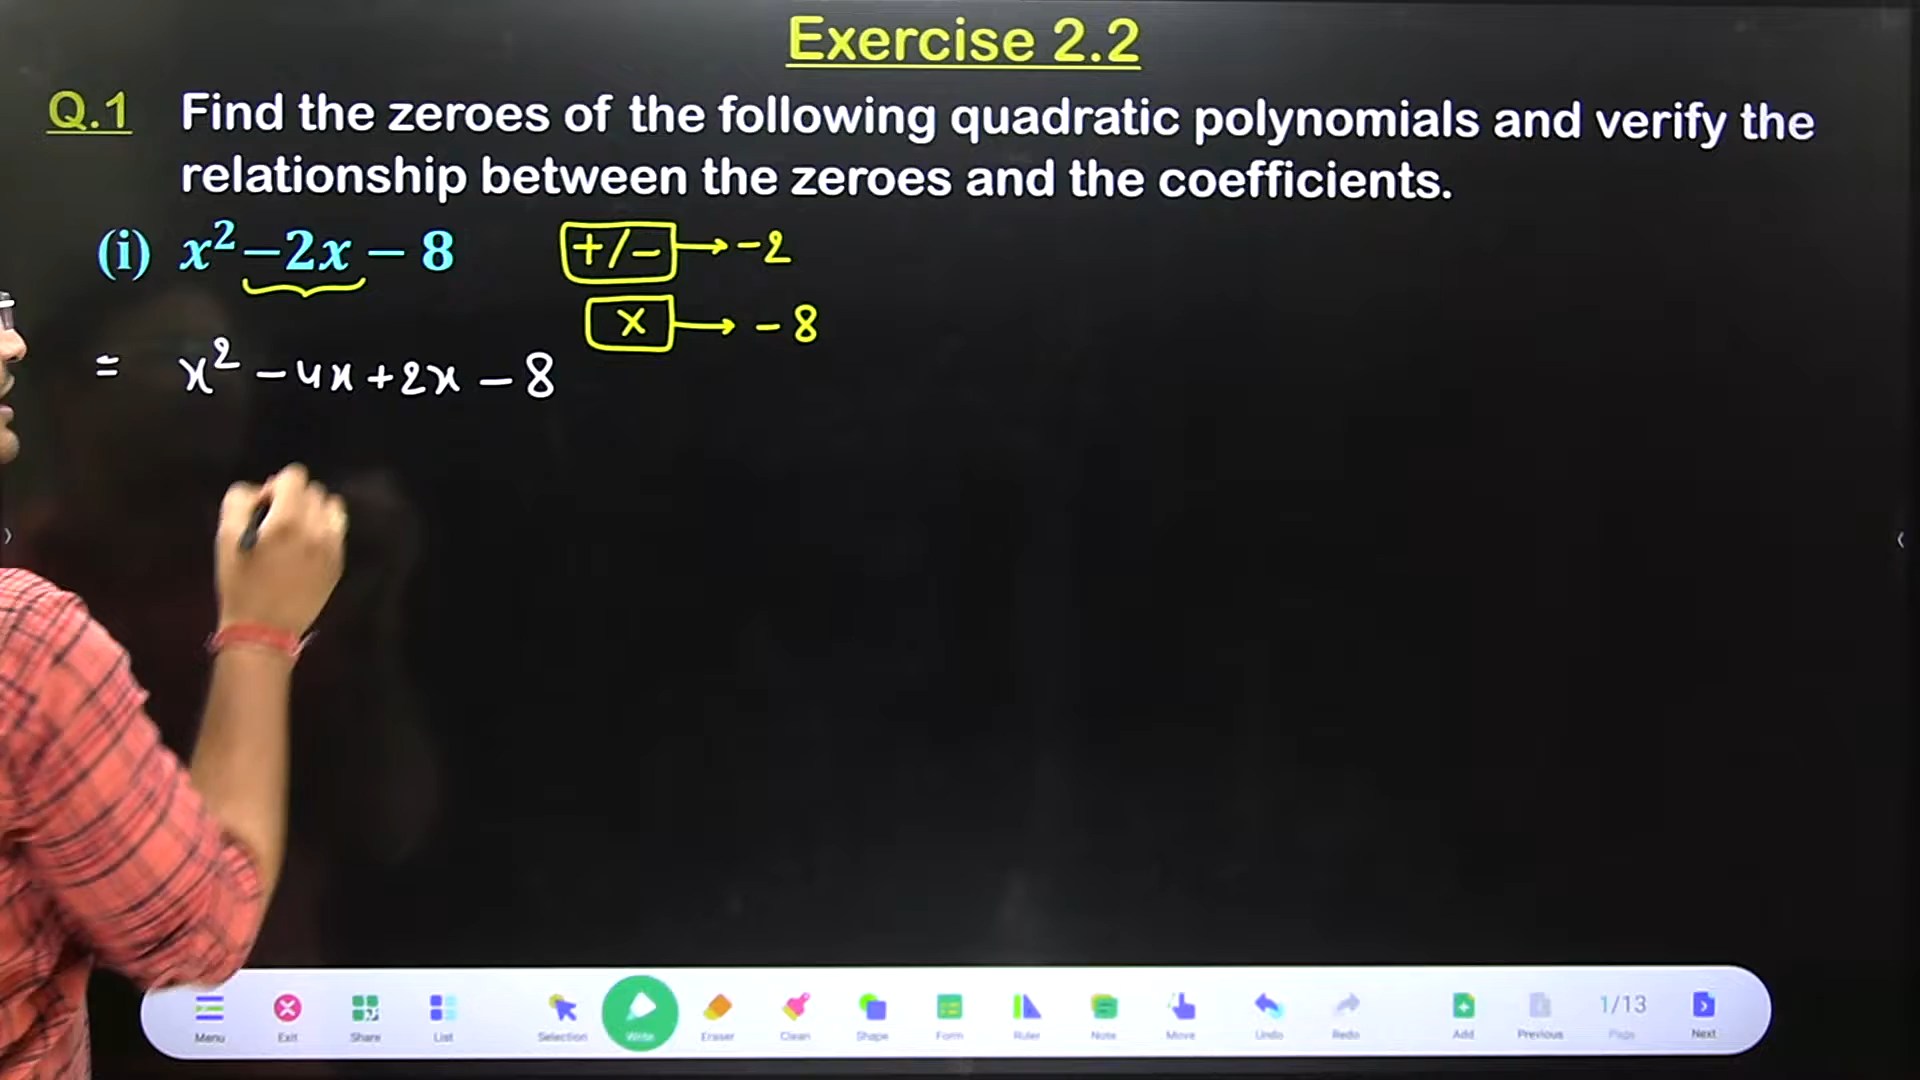 Exercise 2.2
Q.1 Find the zeroes of the following quadratic polynomials and verify the
relationship between the zeroes and the coefficients.
(i) x² − 2x − 8
+/− → −2
x → −8
= x² − 4x + 2x − 8
Menu Exit Share List Selection Write Eraser Clean Shape Form Ruler Note Move Undo Redo Add Previous 1/13 Page Next